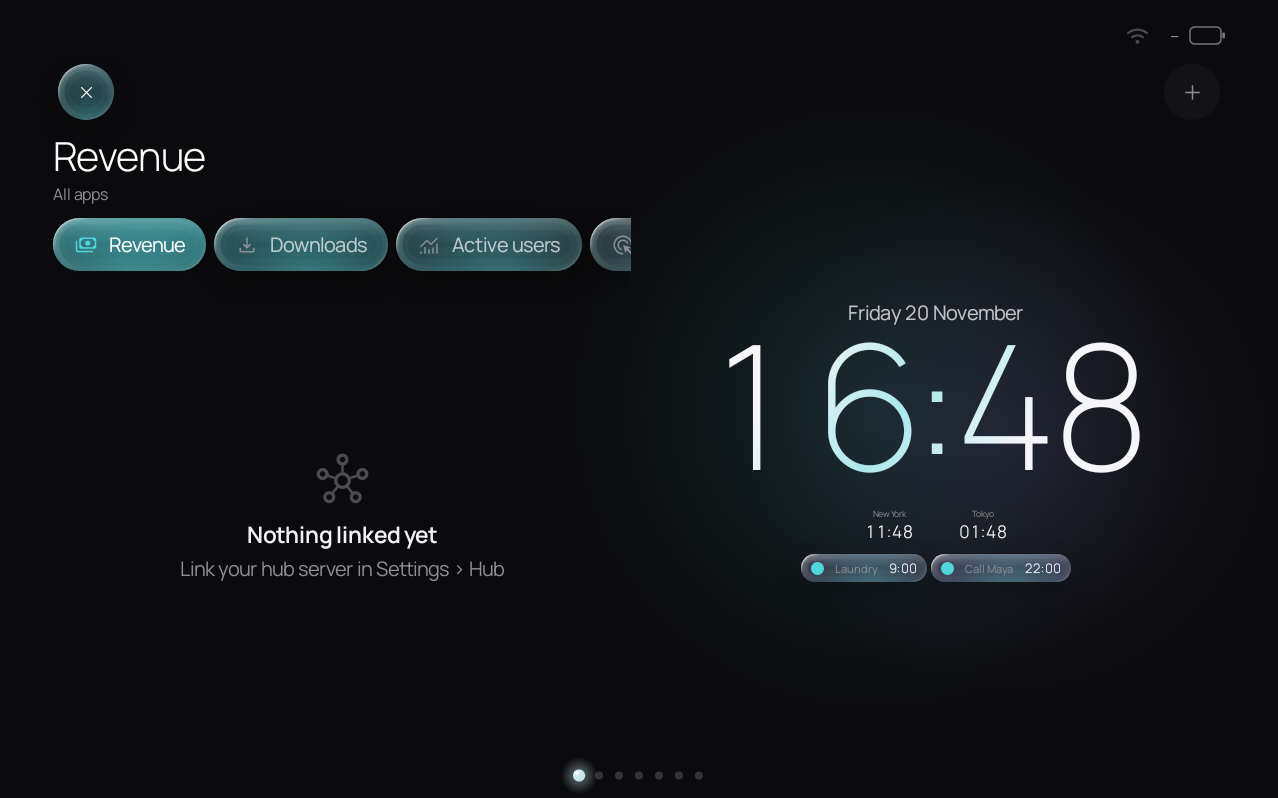 –
Revenue
All apps
Revenue
Downloads
Active users
Friday 20 November
16:48
New York
11:48
Tokyo
01:48
Laundry 9:00
Call Maya 22:00
Nothing linked yet
Link your hub server in Settings > Hub